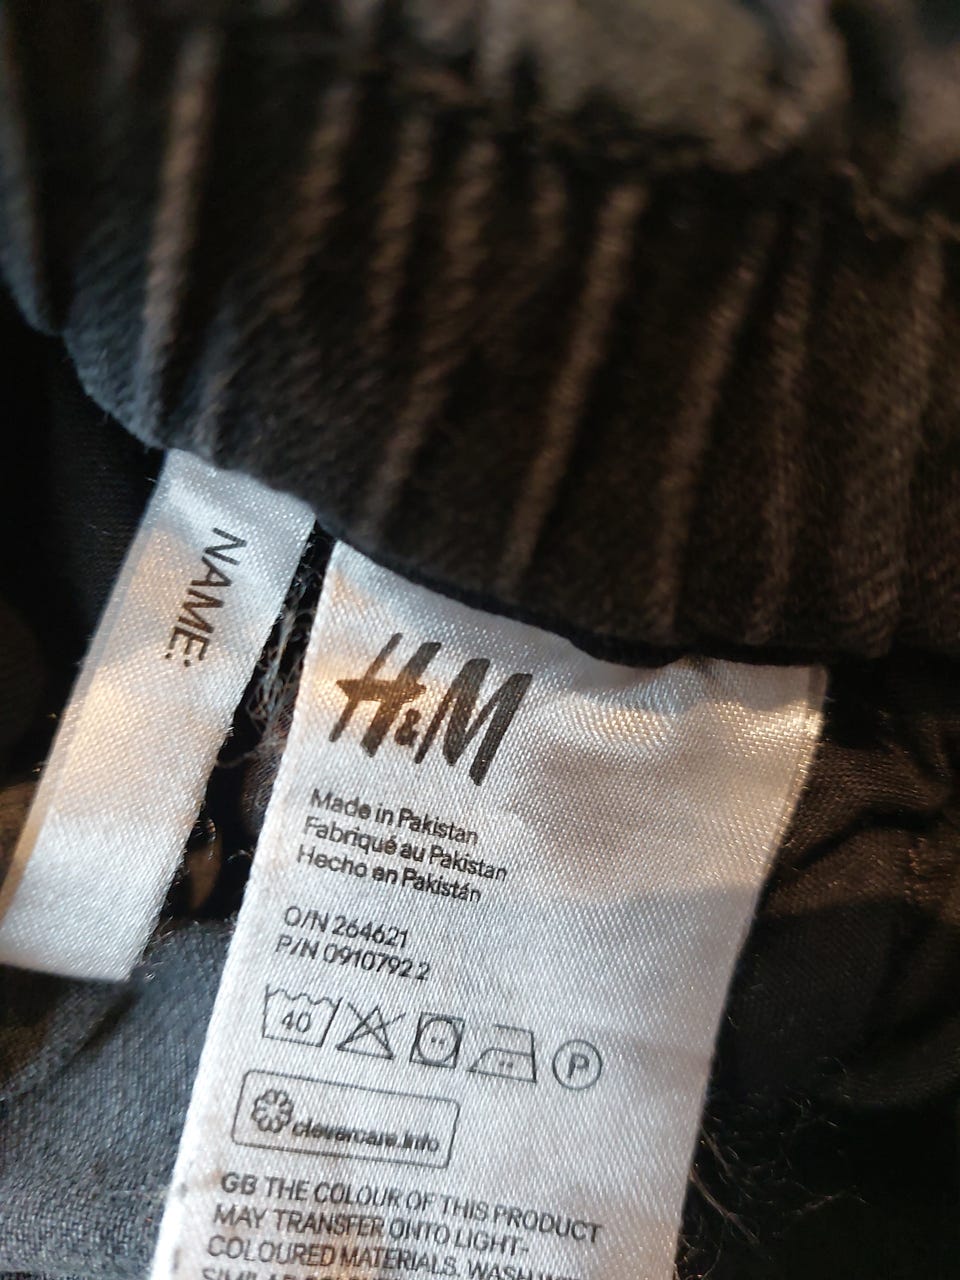 NAME:
H&M
Made in Pakistan
Fabriqué au Pakistan
Hecho en Pakistán
O/N 264621
P/N 0910792 2
40
P
clevercare.info
GB THE COLOUR OF THIS PRODUCT
MAY TRANSFER ONTO LIGHT-
COLOURED MATERIALS. WASH